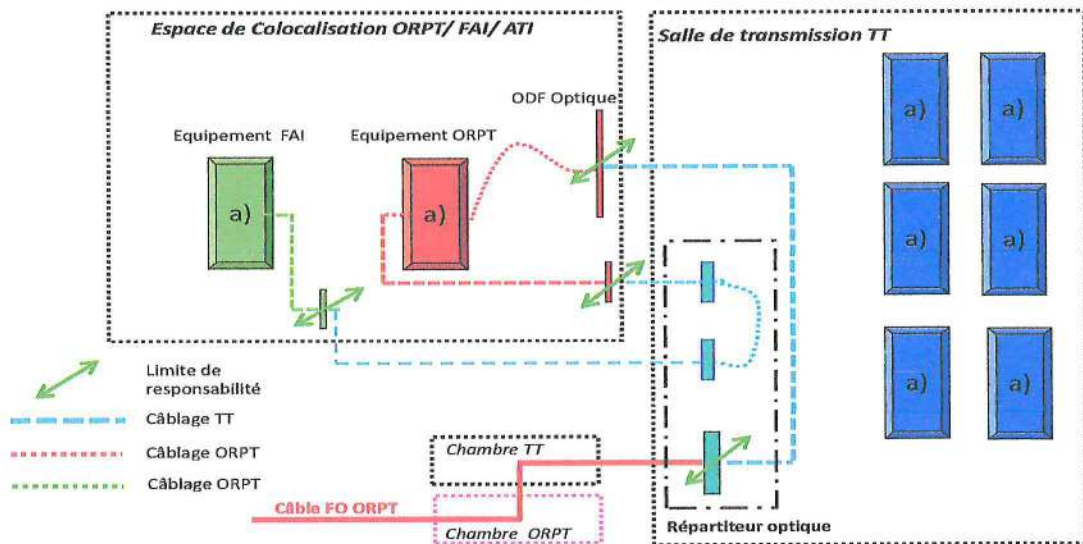 Espace de Colocalisation ORPT/ FAI/ ATI
Salle de transmission TT
ODF Optique
Equipement FAI
Equipement ORPT
a)
a)
a)
a)
a)
a)
a)
a)
Limite de
responsabilité
Câblage TT
Câblage ORPT
Câblage ORPT
Chambre TT
Câble FO ORPT
Chambre ORPT
Répartiteur optique